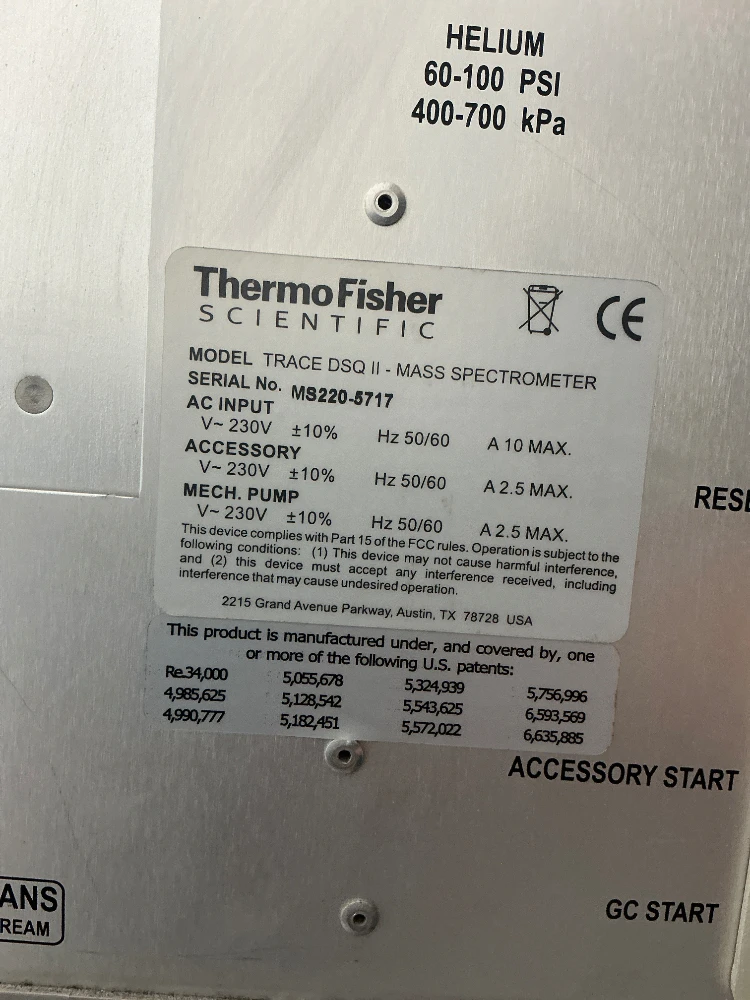 HELIUM
60-100 PSI
400-700 kPa
ThermoFisher
SCIENTIFIC
CE
MODEL TRACE DSQ II - MASS SPECTROMETER
SERIAL No. MS220-5717
AC INPUT
V~ 230V ±10% Hz 50/60 A 10 MAX.
ACCESSORY
V~ 230V ±10% Hz 50/60 A 2.5 MAX.
MECH. PUMP
V~ 230V ±10% Hz 50/60 A 2.5 MAX.
This device complies with Part 15 of the FCC rules. Operation is subject to the
following conditions: (1) This device may not cause harmful interference,
and (2) this device must accept any interference received, including
interference that may cause undesired operation.
2215 Grand Avenue Parkway, Austin, TX 78728 USA
RESE
This product is manufactured under, and covered by, one
or more of the following U.S. patents:
Re.34,000 5,055,678 5,324,939 5,756,996
4,985,625 5,128,542 5,543,625 6,593,569
4,990,777 5,182,451 5,572,022 6,635,885
ACCESSORY START
ANS
REAM
GC START